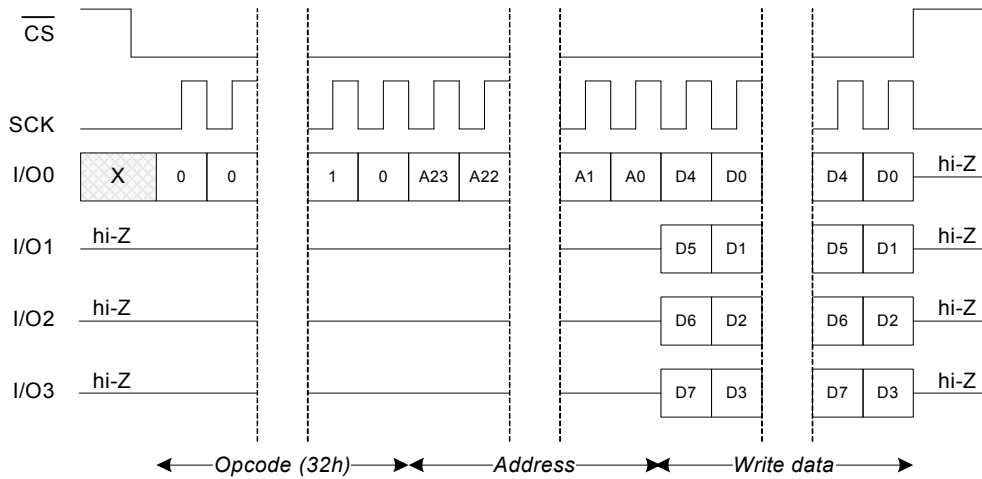 CS
SCK
I/O0 X 0 0 1 0 A23 A22 A1 A0 D4 D0 D4 D0 hi-Z
I/O1 hi-Z D5 D1 D5 D1 hi-Z
I/O2 hi-Z D6 D2 D6 D2 hi-Z
I/O3 hi-Z D7 D3 D7 D3 hi-Z
Opcode (32h) Address Write data